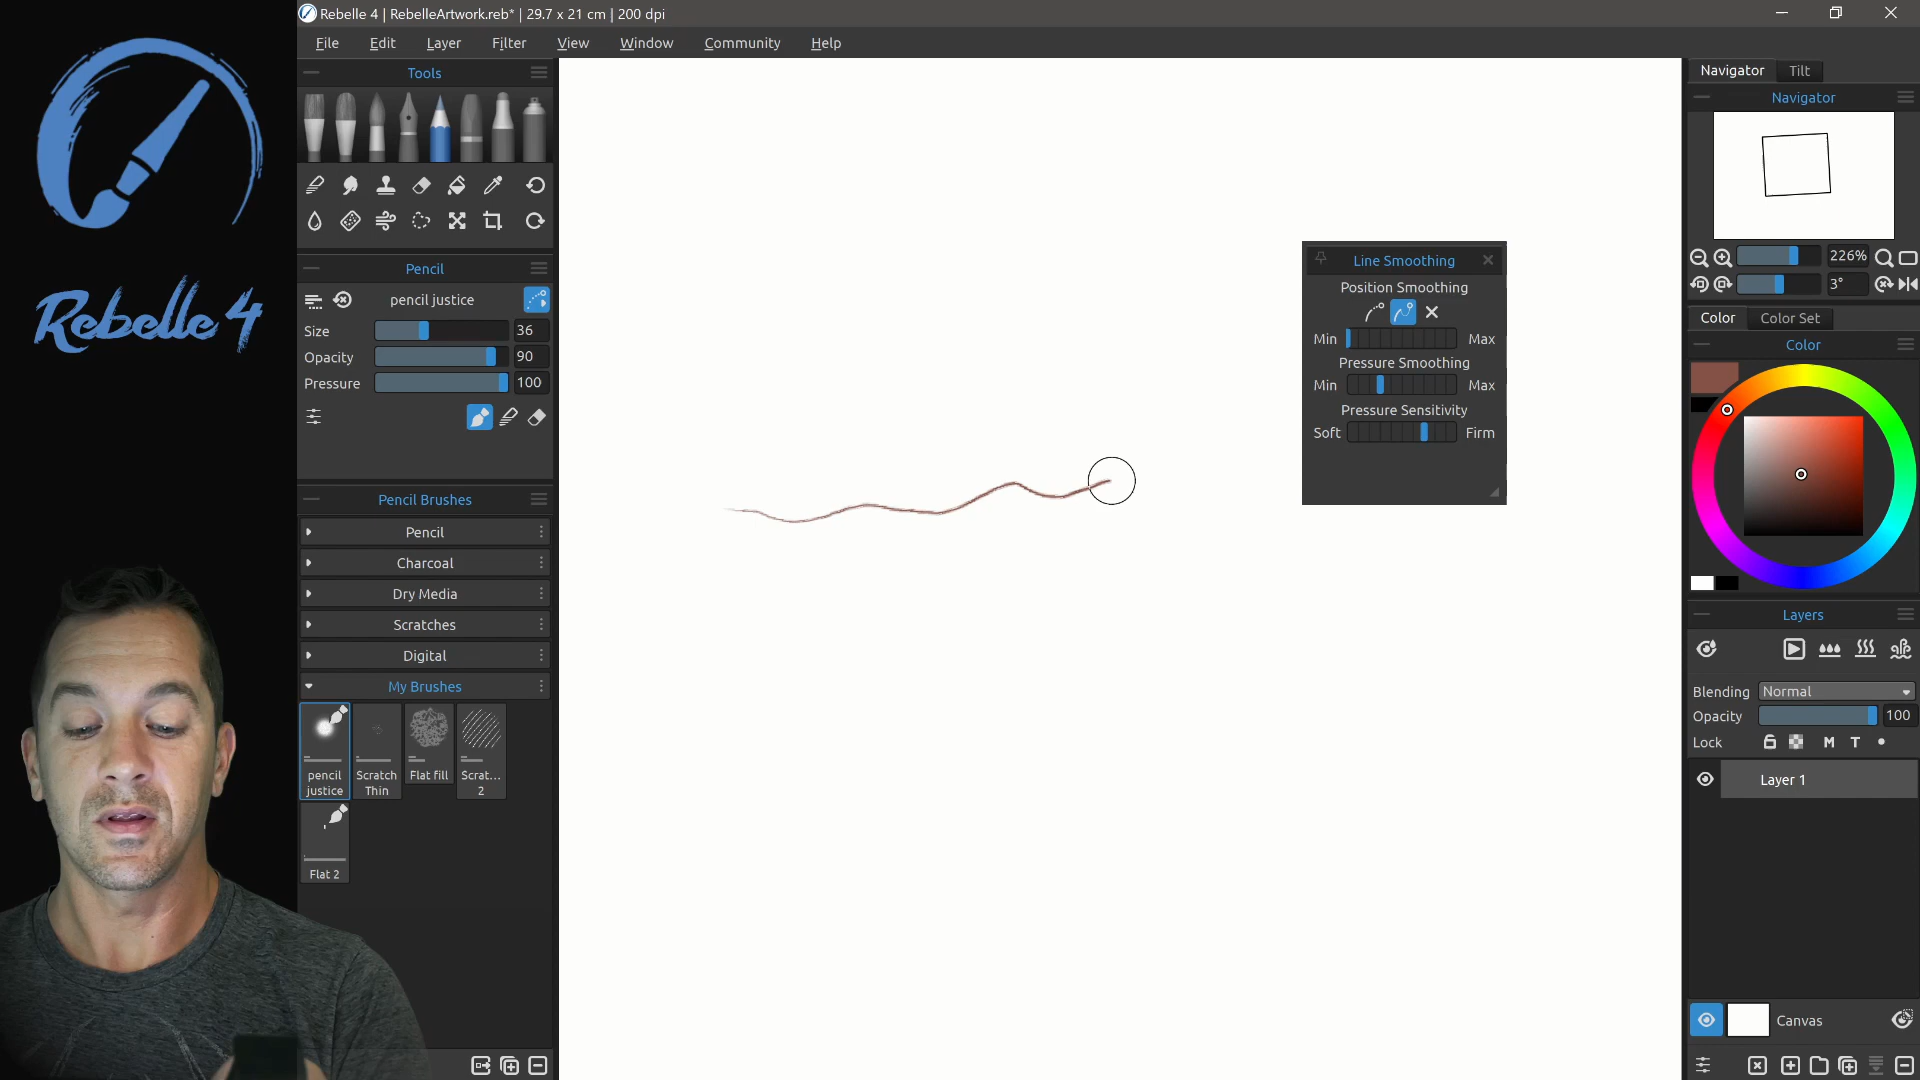 Rebelle 4 | RebelleArtwork.reb* | 29.7 x 21 cm | 200 dpi
File Edit Layer Filter View Window Community Help
Rebelle 4
Tools
Pencil
pencil justice
Size 36
Opacity 90
Pressure 100
Pencil Brushes
Pencil
Charcoal
Dry Media
Scratches
Digital
My Brushes
pencil justice
Scratch Thin
Flat fill
Scrat... 2
Flat 2
Line Smoothing
Position Smoothing
Min Max
Pressure Smoothing
Min Max
Pressure Sensitivity
Soft Firm
Navigator Tilt
Navigator
226%
3°
Color Color Set
Color
Layers
Blending Normal
Opacity 100
Lock M T
Layer 1
Canvas